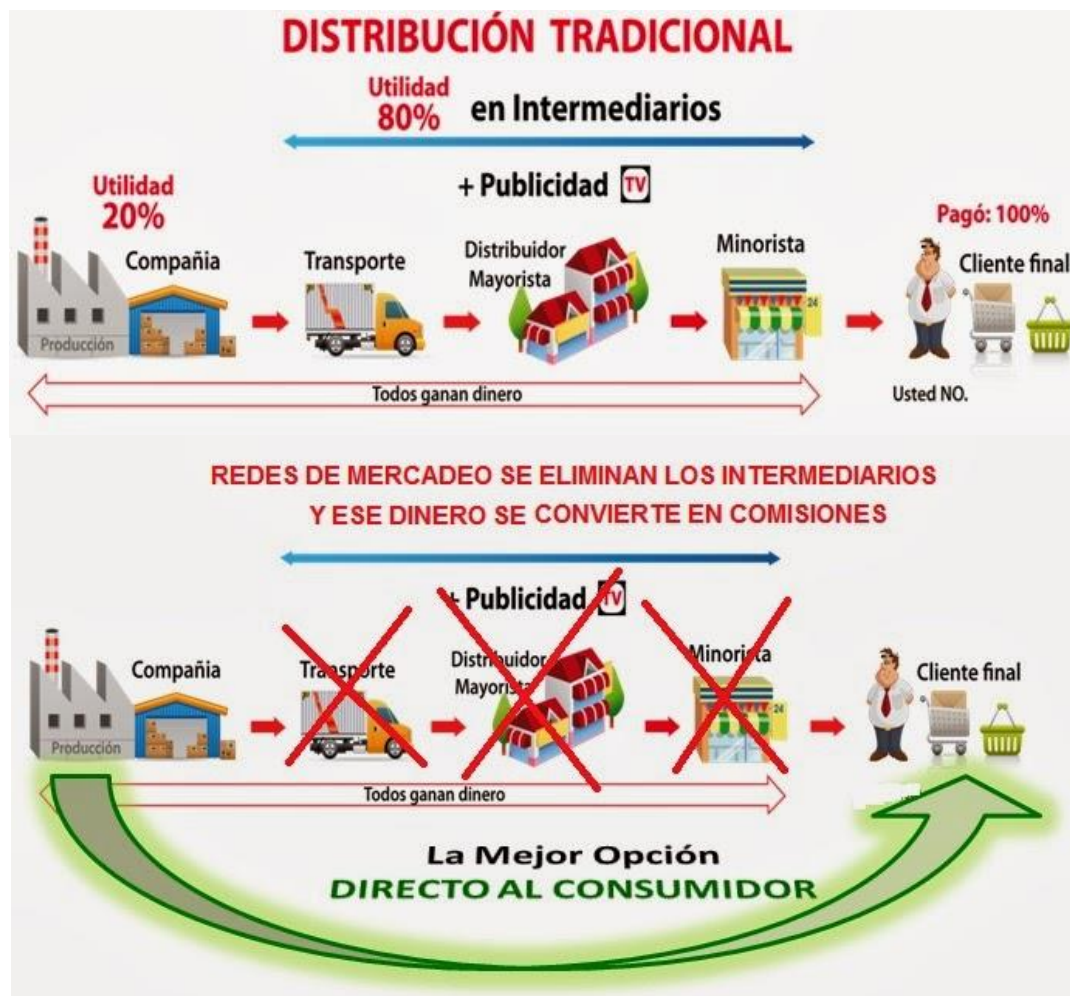 DISTRIBUCIÓN TRADICIONAL
Utilidad
80%
en Intermediarios
+ Publicidad TV
Utilidad
20%
Compañia
Producción
Transporte
Distribuidor
Mayorista
Minorista
24
Pagó: 100%
Cliente final
Todos ganan dinero
Usted NO.
REDES DE MERCADEO SE ELIMINAN LOS INTERMEDIARIOS
Y ESE DINERO SE CONVIERTE EN COMISIONES
+ Publicidad TV
Compañia
Producción
Transporte
Distribuidor
Mayorista
Minorista
24
Cliente final
Todos ganan dinero
La Mejor Opción
DIRECTO AL CONSUMIDOR